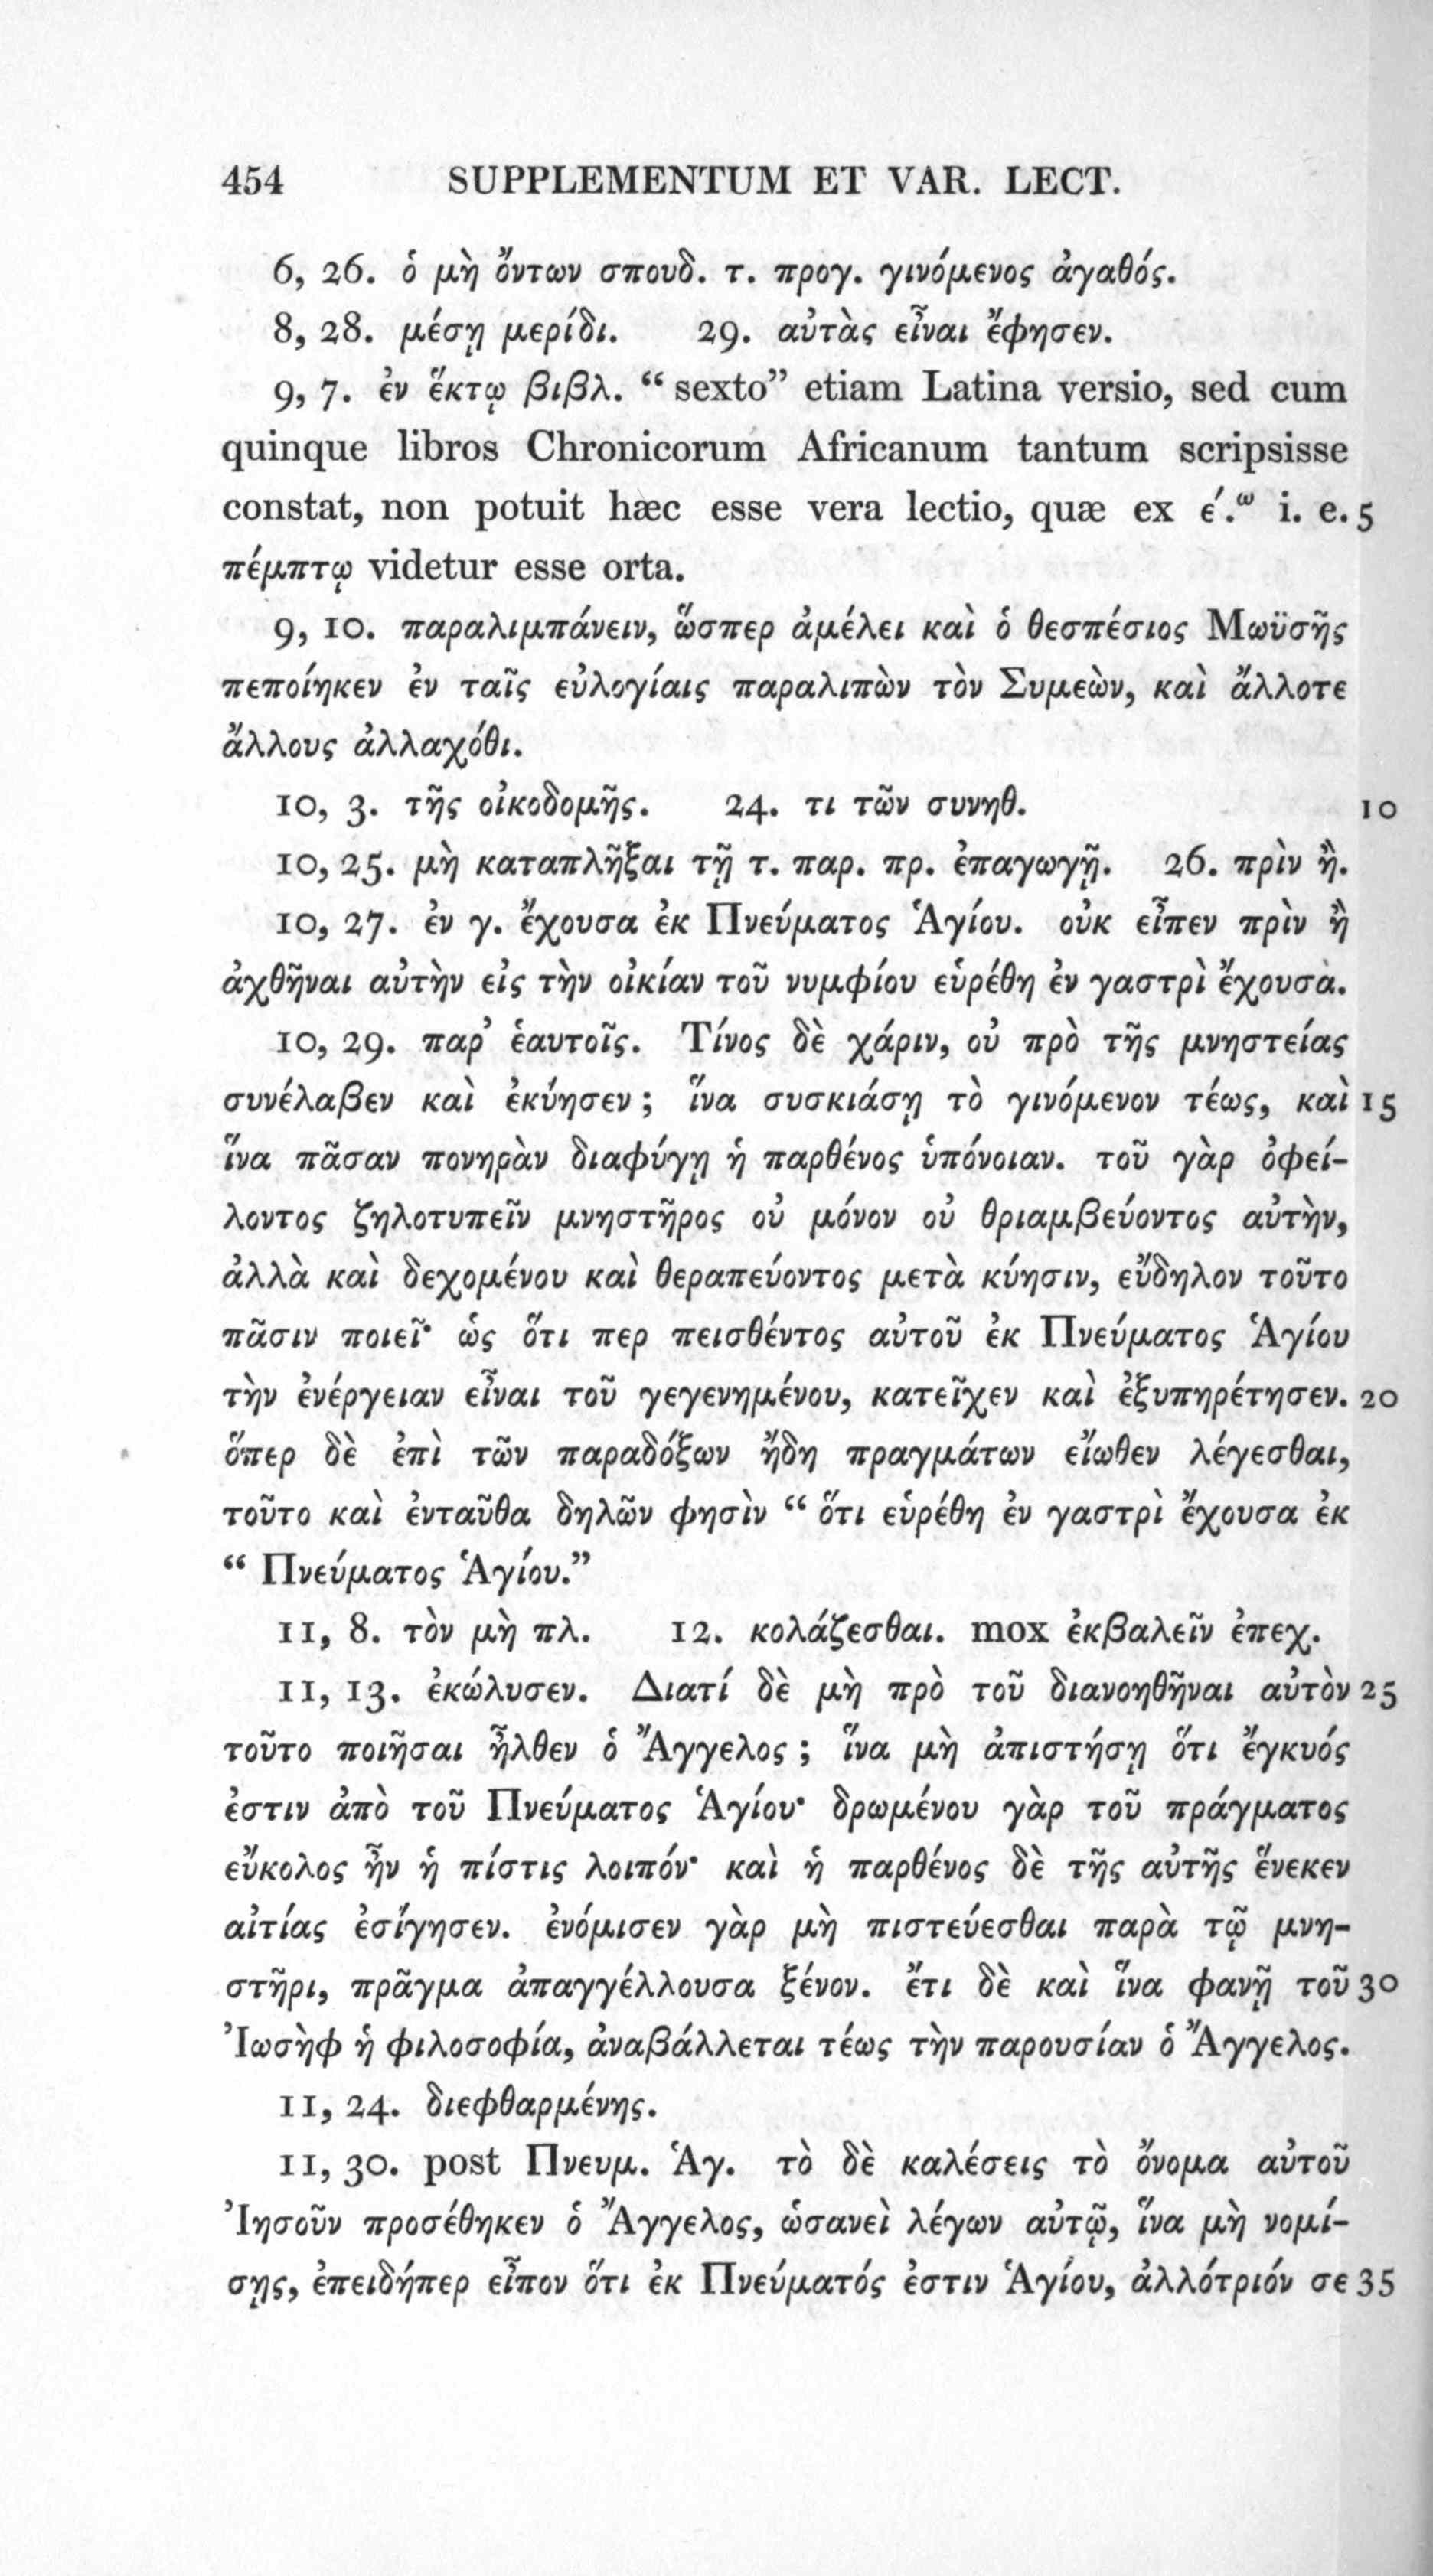 454 SUPPLEMENTUM ET VAR. LECT.
6, 26. ὁ μὴ ὄντων σπουδ. τ. προγ. γινόμενος ἀγαθός.
8, 28. μέσῃ μερίδι. 29. αὐτὰς εἶναι ἔφησεν.
9, 7. ἐν ἕκτῳ βιβλ. “ sexto” etiam Latina versio, sed cum
quinque libros Chronicorum Africanum tantum scripsisse
constat, non potuit hæc esse vera lectio, quæ ex ε΄.ῳ i. e. 5
πέμπτῳ videtur esse orta.
9, 10. παραλιμπάνειν, ὥσπερ ἀμέλει καὶ ὁ θεσπέσιος Μωϋσῆς
πεποίηκεν ἐν ταῖς εὐλογίαις παραλιπὼν τὸν Συμεὼν, καὶ ἄλλοτε
ἄλλους ἀλλαχόθι.
10, 3. τῆς οἰκοδομῆς. 24. τι τῶν συνηθ. 10
10, 25. μὴ καταπλῆξαι τῇ τ. παρ. πρ. ἐπαγωγῇ. 26. πρὶν ἢ.
10, 27. ἐν γ. ἔχουσα ἐκ Πνεύματος Ἁγίου. οὐκ εἶπεν πρὶν ἢ
ἀχθῆναι αὐτὴν εἰς τὴν οἰκίαν τοῦ νυμφίου εὑρέθη ἐν γαστρὶ ἔχουσα.
10, 29. παρ’ ἑαυτοῖς. Τίνος δὲ χάριν, οὐ πρὸ τῆς μνηστείας
συνέλαβεν καὶ ἐκύησεν ; ἵνα συσκιάσῃ τὸ γινόμενον τέως, καὶ 15
ἵνα πᾶσαν πονηρὰν διαφύγῃ ἡ παρθένος ὑπόνοιαν. τοῦ γὰρ ὀφεί-
λοντος ζηλοτυπεῖν μνηστῆρος οὐ μόνον οὐ θριαμβεύοντος αὐτὴν,
ἀλλὰ καὶ δεχομένου καὶ θεραπεύοντος μετὰ κύησιν, εὔδηλον τοῦτο
πᾶσιν ποιεῖ· ὡς ὅτι περ πεισθέντος αὐτοῦ ἐκ Πνεύματος Ἁγίου
τὴν ἐνέργειαν εἶναι τοῦ γεγενημένου, κατεῖχεν καὶ ἐξυπηρέτησεν. 20
ὅπερ δὲ ἐπὶ τῶν παραδόξων ἤδη πραγμάτων εἴωθεν λέγεσθαι,
τοῦτο καὶ ἐνταῦθα δηλῶν φησὶν “ ὅτι εὑρέθη ἐν γαστρὶ ἔχουσα ἐκ
“ Πνεύματος Ἁγίου.”
11, 8. τὸν μὴ πλ. 12. κολάζεσθαι. mox ἐκβαλεῖν ἐπεχ.
11, 13. ἐκώλυσεν. Διατί δὲ μὴ πρὸ τοῦ διανοηθῆναι αὐτὸν 25
τοῦτο ποιῆσαι ἦλθεν ὁ Ἄγγελος ; ἵνα μὴ ἀπιστήσῃ ὅτι ἔγκυός
ἐστιν ἀπὸ τοῦ Πνεύματος Ἁγίου· δρωμένου γὰρ τοῦ πράγματος
εὔκολος ἦν ἡ πίστις λοιπόν· καὶ ἡ παρθένος δὲ τῆς αὐτῆς ἕνεκεν
αἰτίας ἐσίγησεν. ἐνόμισεν γὰρ μὴ πιστεύεσθαι παρὰ τῷ μνη-
στῆρι, πρᾶγμα ἀπαγγέλλουσα ξένον. ἔτι δὲ καὶ ἵνα φανῇ τοῦ 30
Ἰωσὴφ ἡ φιλοσοφία, ἀναβάλλεται τέως τὴν παρουσίαν ὁ Ἄγγελος.
11, 24. διεφθαρμένης.
11, 30. post Πνευμ. Ἁγ. τὸ δὲ καλέσεις τὸ ὄνομα αὐτοῦ
Ἰησοῦν προσέθηκεν ὁ Ἄγγελος, ὡσανεὶ λέγων αὐτῷ, ἵνα μὴ νομί-
σῃς, ἐπειδήπερ εἶπον ὅτι ἐκ Πνεύματός ἐστιν Ἁγίου, ἀλλότριόν σε 35